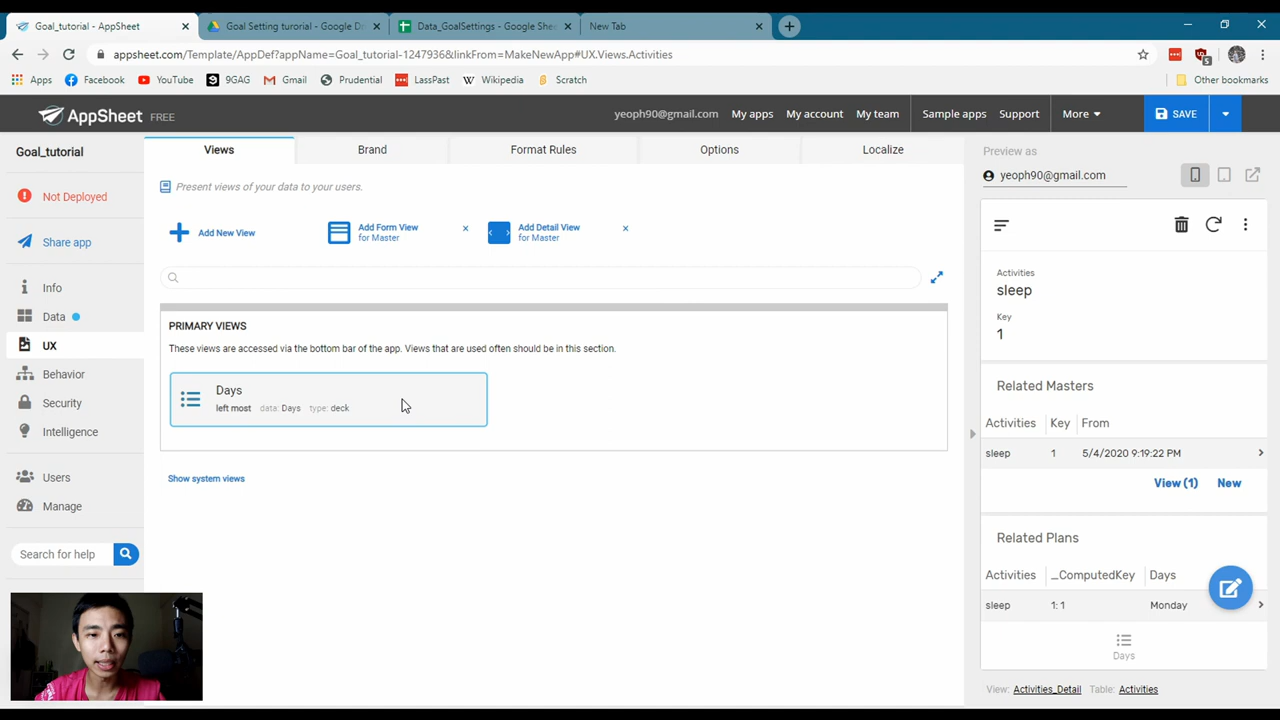 Goal_tutorial - AppSheet
Goal Setting turorial - Google Dr
Data_GoalSettings - Google Shee
New Tab
appsheet.com/Template/AppDef?appName=Goal_tutorial-1247936&linkFrom=MakeNewApp#UX.Views.Activities
Apps Facebook YouTube 9GAG Gmail Prudential LassPast Wikipedia Scratch Other bookmarks
AppSheet FREE
yeoph90@gmail.com My apps My account My team Sample apps Support More SAVE
Goal_tutorial
Not Deployed
Share app
Info
Data
UX
Behavior
Security
Intelligence
Users
Manage
Search for help
Views Brand Format Rules Options Localize
Present views of your data to your users.
Add New View
Add Form View
for Master
Add Detail View
for Master
PRIMARY VIEWS
These views are accessed via the bottom bar of the app. Views that are used often should be in this section.
Days
left most data: Days type: deck
Show system views
Preview as
yeoph90@gmail.com
Activities
sleep
Key
1
Related Masters
Activities Key From
sleep 1 5/4/2020 9:19:22 PM
View (1) New
Related Plans
Activities _ComputedKey Days
sleep 1: 1 Monday
Days
View: Activities_Detail Table: Activities